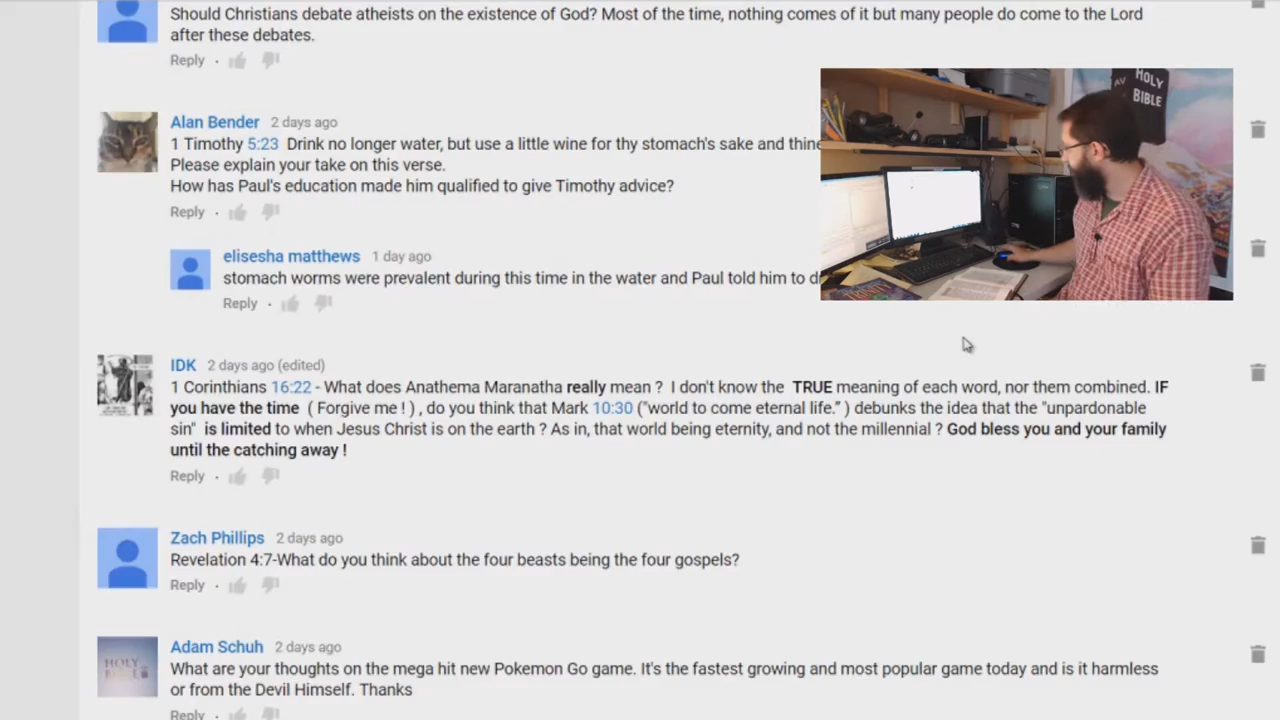 Should Christians debate atheists on the existence of God? Most of the time, nothing comes of it but many people do come to the Lord
after these debates.
Reply
Alan Bender 2 days ago
1 Timothy 5:23 Drink no longer water, but use a little wine for thy stomach's sake and thine
Please explain your take on this verse.
How has Paul's education made him qualified to give Timothy advice?
Reply
AV
HOLY
BIBLE
elisesha matthews 1 day ago
stomach worms were prevalent during this time in the water and Paul told him to d
Reply
IDK 2 days ago (edited)
1 Corinthians 16:22 - What does Anathema Maranatha really mean ? I don't know the TRUE meaning of each word, nor them combined. IF
you have the time ( Forgive me ! ) , do you think that Mark 10:30 ("world to come eternal life." ) debunks the idea that the "unpardonable
sin" is limited to when Jesus Christ is on the earth ? As in, that world being eternity, and not the millennial ? God bless you and your family
until the catching away !
Reply
Zach Phillips 2 days ago
Revelation 4:7-What do you think about the four beasts being the four gospels?
Reply
HOLY
Adam Schuh 2 days ago
What are your thoughts on the mega hit new Pokemon Go game. It's the fastest growing and most popular game today and is it harmless
or from the Devil Himself. Thanks
Reply